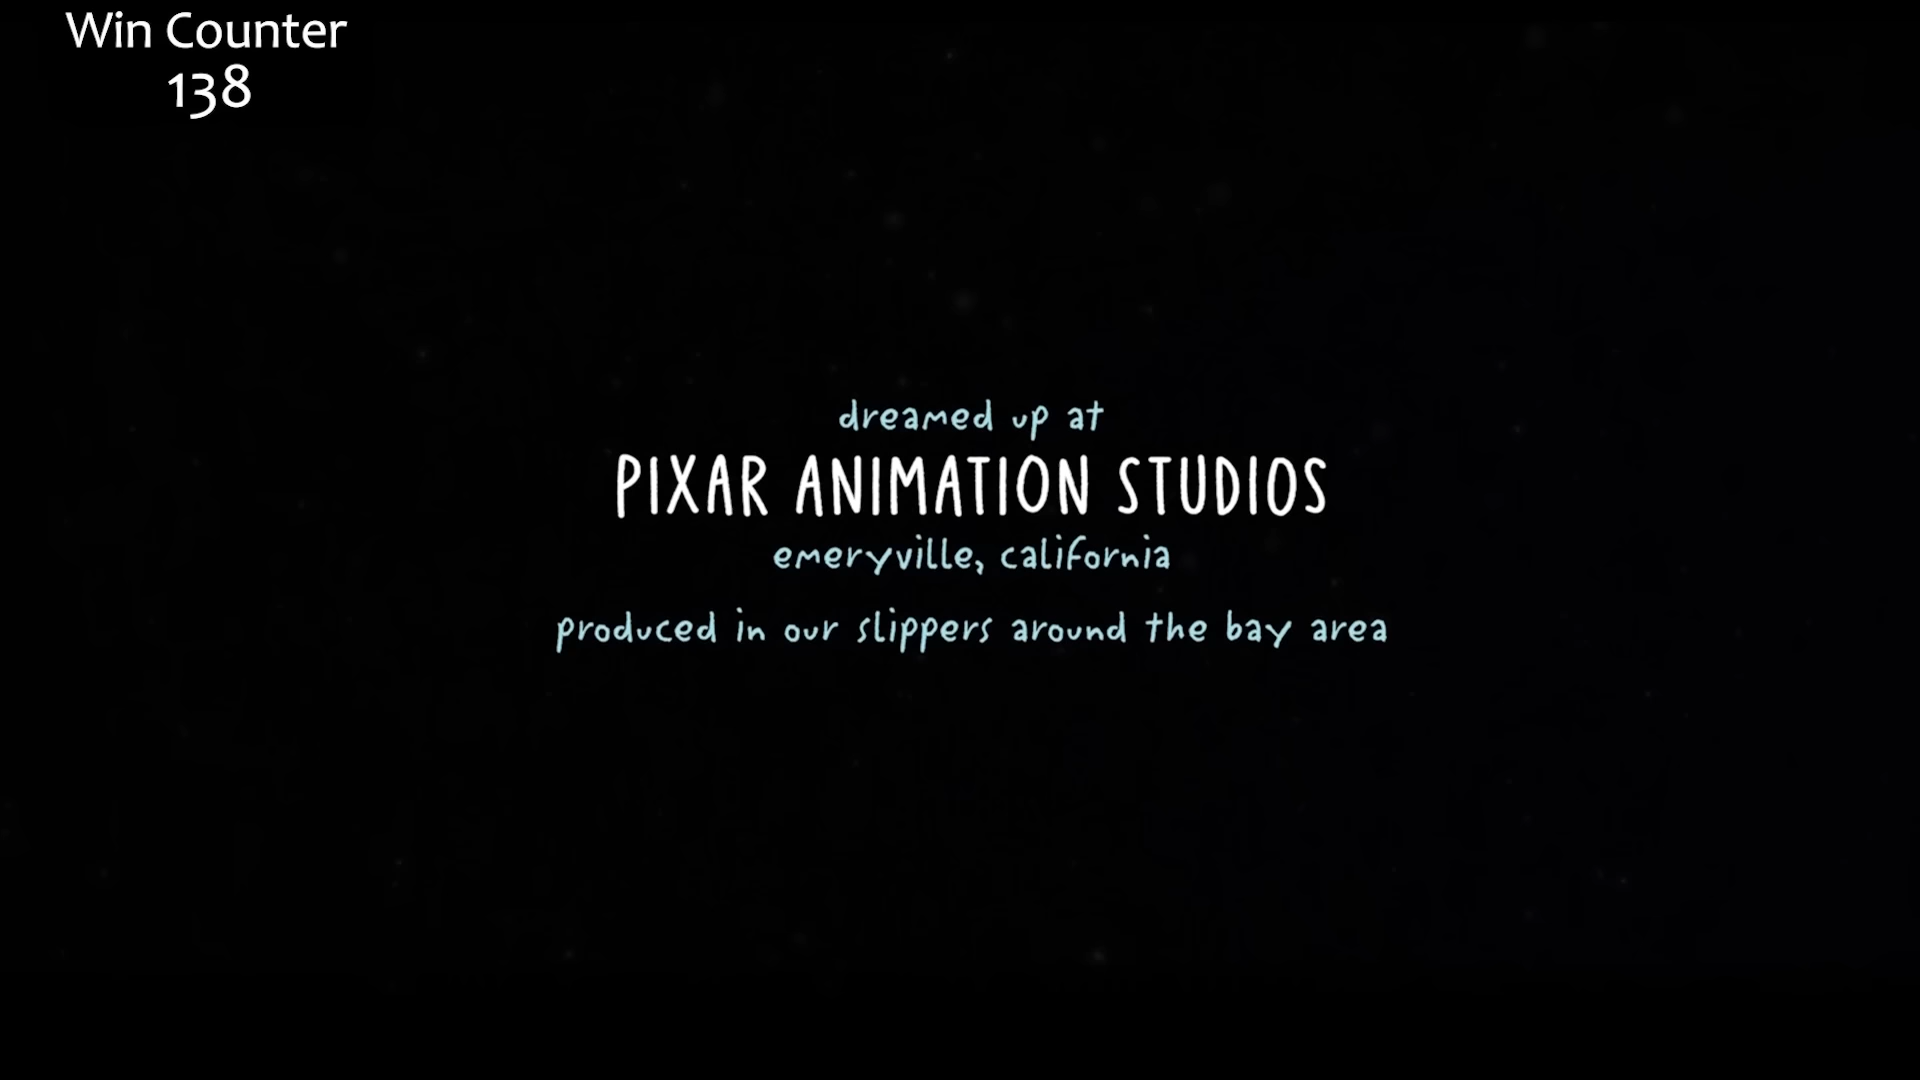 Win Counter
138
dreamed up at
PIXAR ANIMATION STUDIOS
emeryville, california
produced in our slippers around the bay area